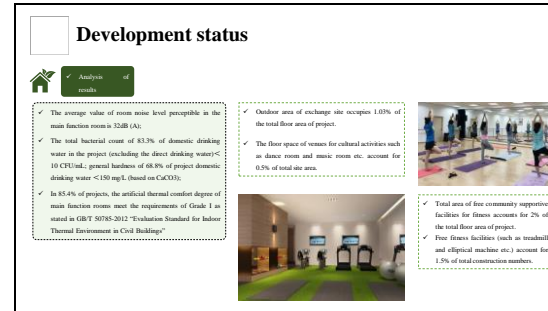 Development status
✓ Analysis of
results
✓ The average value of room noise level perceptible in the
main function room is 32dB (A);
✓ The total bacterial count of 83.3% of domestic drinking
water in the project (excluding the direct drinking water)<
10 CFU/mL; general hardness of 68.8% of project domestic
drinking water <150 mg/L (based on CaCO3);
✓ In 85.4% of projects, the artificial thermal comfort degree of
main function rooms meet the requirements of Grade I as
stated in GB/T 50785-2012 “Evaluation Standard for Indoor
Thermal Environment in Civil Buildings”
✓ Outdoor area of exchange site occupies 1.03% of
the total floor area of project.
✓ The floor space of venues for cultural activities such
as dance room and music room etc. account for
0.5% of total site area.
✓ Total area of free community supportive
facilities for fitness accounts for 2% of
the total floor area of project.
✓ Free fitness facilities (such as treadmill
and elliptical machine etc.) account for
1.5% of total construction numbers.